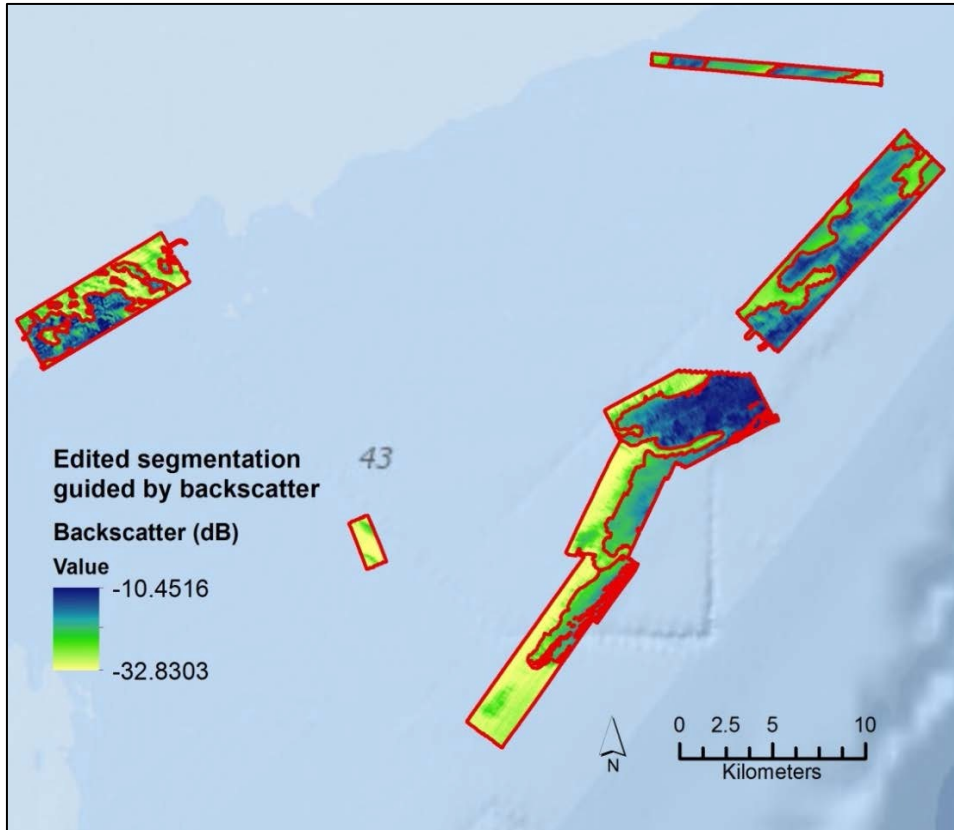 43
Edited segmentation
guided by backscatter
Backscatter (dB)
Value
-10.4516
-32.8303
N
0 2.5 5 10
Kilometers